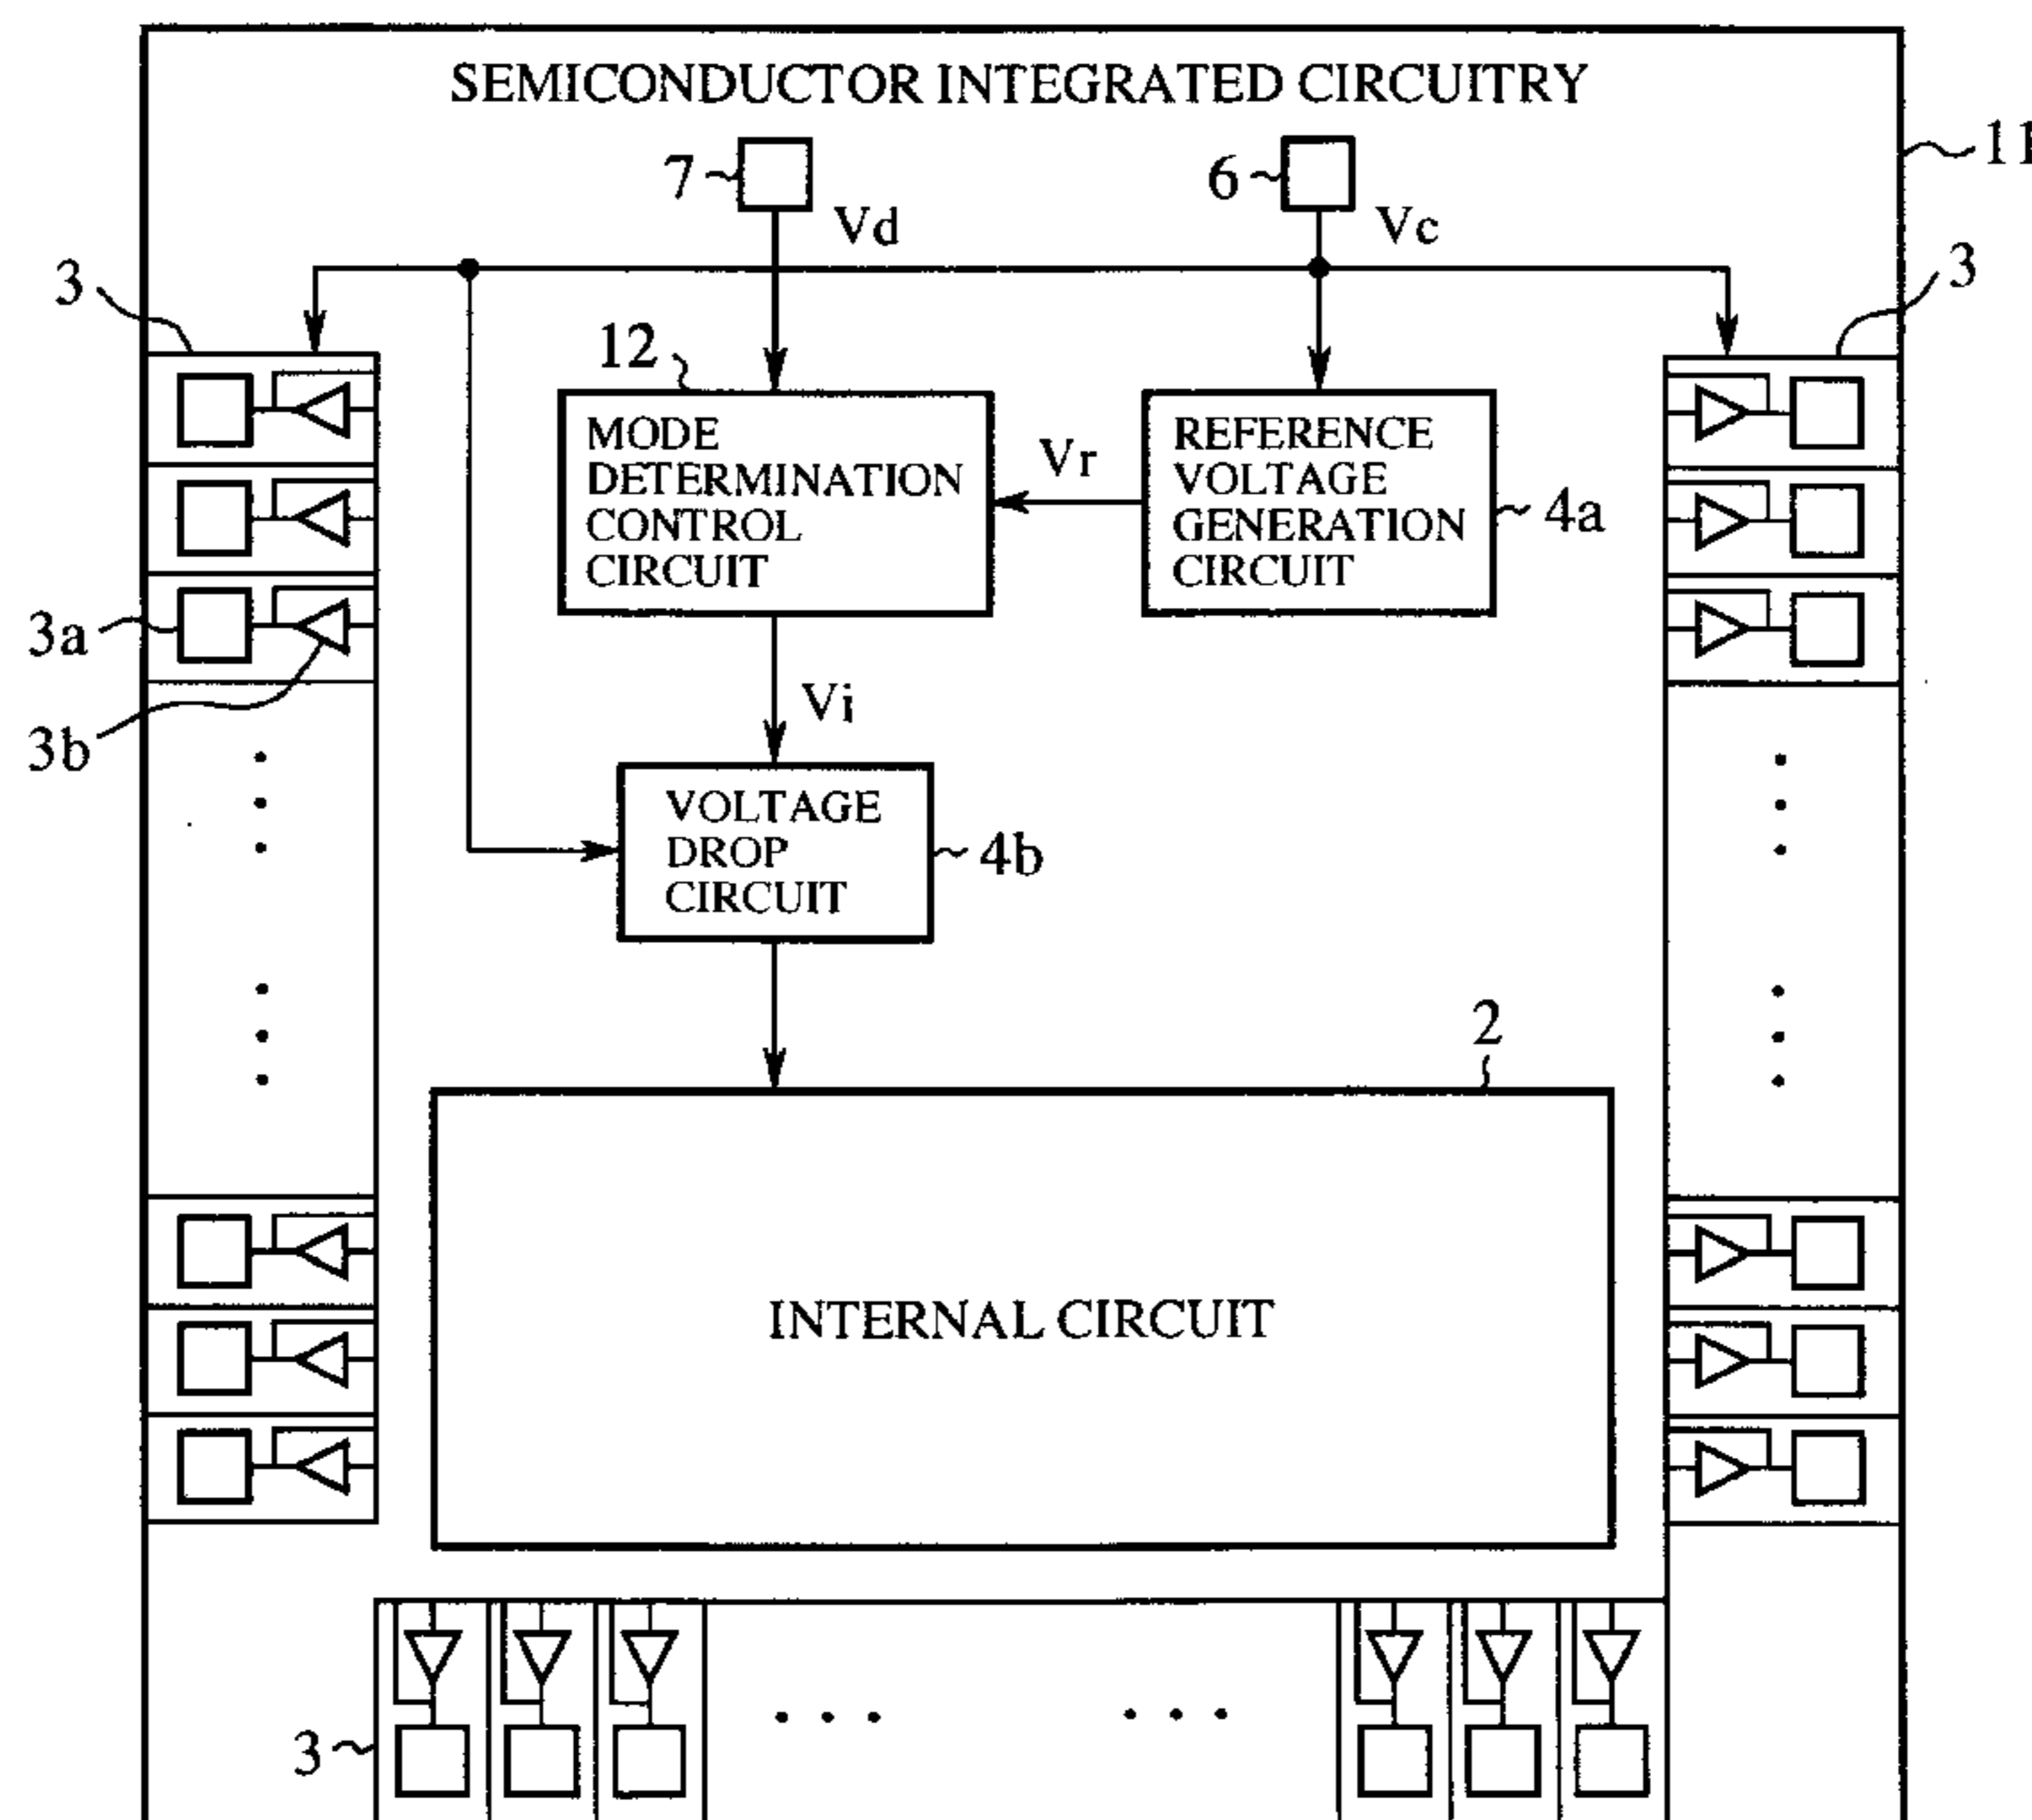 SEMICONDUCTOR INTEGRATED CIRCUITRY
11
7
6
Vd
Vc
3
3
12
MODE
DETERMINATION
CONTROL
CIRCUIT
Vr
REFERENCE
VOLTAGE
GENERATION
CIRCUIT
4a
3a
3b
Vi
VOLTAGE
DROP
CIRCUIT
4b
2
INTERNAL CIRCUIT
3